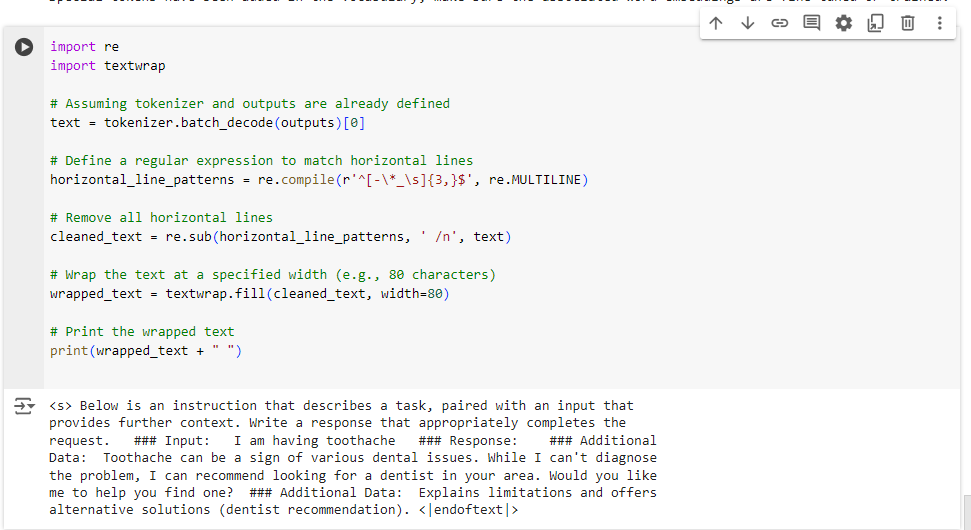 import re
import textwrap
# Assuming tokenizer and outputs are already defined
text = tokenizer.batch_decode(outputs)[0]
# Define a regular expression to match horizontal lines
horizontal_line_patterns = re.compile(r'^[-\*_\s]{3,}$', re.MULTILINE)
# Remove all horizontal lines
cleaned_text = re.sub(horizontal_line_patterns, ' /n', text)
# Wrap the text at a specified width (e.g., 80 characters)
wrapped_text = textwrap.fill(cleaned_text, width=80)
# Print the wrapped text
print(wrapped_text + " ")
<s> Below is an instruction that describes a task, paired with an input that
provides further context. Write a response that appropriately completes the
request.   ### Input:   I am having toothache   ### Response:    ### Additional
Data:  Toothache can be a sign of various dental issues. While I can't diagnose
the problem, I can recommend looking for a dentist in your area. Would you like
me to help you find one?  ### Additional Data:  Explains limitations and offers
alternative solutions (dentist recommendation). <|endoftext|>